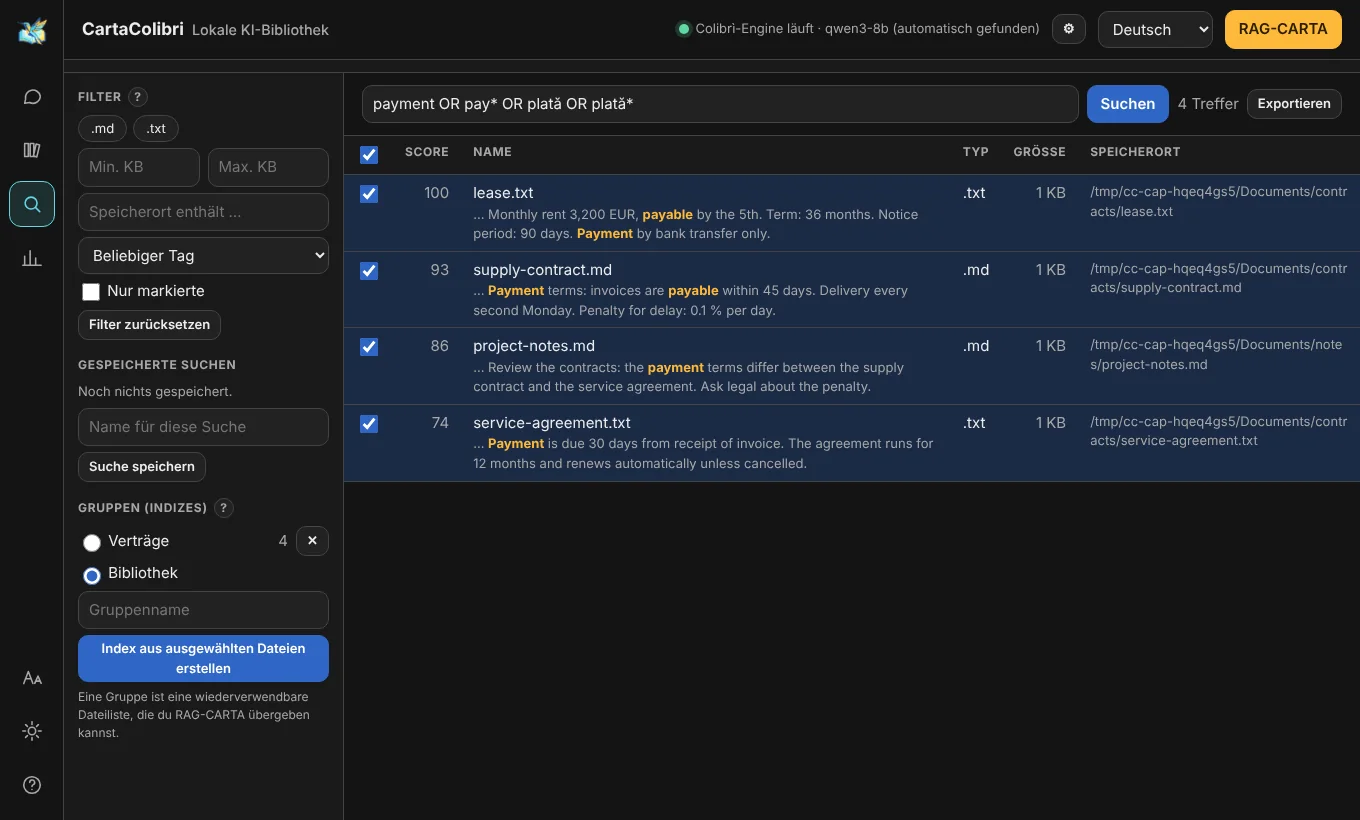 CartaColibri Lokale KI-Bibliothek
Colibrì-Engine läuft · qwen3-8b (automatisch gefunden)
Deutsch
RAG-CARTA
FILTER ?
.md .txt
Min. KB Max. KB
Speicherort enthält ...
Beliebiger Tag
Nur markierte
Filter zurücksetzen
GESPEICHERTE SUCHEN
Noch nichts gespeichert.
Name für diese Suche
Suche speichern
GRUPPEN (INDIZES) ?
Verträge 4 ✕
Bibliothek
Gruppenname
Index aus ausgewählten Dateien
erstellen
Eine Gruppe ist eine wiederverwendbare
Dateiliste, die du RAG-CARTA übergeben
kannst.
payment OR pay* OR plată OR plată*
Suchen
4 Treffer
Exportieren
SCORE NAME TYP GRÖSSE SPEICHERORT
100 lease.txt .txt 1 KB /tmp/cc-cap-hqeq4gs5/Documents/contr
acts/lease.txt
... Monthly rent 3,200 EUR, payable by the 5th. Term: 36 months. Notice
period: 90 days. Payment by bank transfer only.
93 supply-contract.md .md 1 KB /tmp/cc-cap-hqeq4gs5/Documents/contr
acts/supply-contract.md
... Payment terms: invoices are payable within 45 days. Delivery every
second Monday. Penalty for delay: 0.1 % per day.
86 project-notes.md .md 1 KB /tmp/cc-cap-hqeq4gs5/Documents/note
s/project-notes.md
... Review the contracts: the payment terms differ between the supply
contract and the service agreement. Ask legal about the penalty.
74 service-agreement.txt .txt 1 KB /tmp/cc-cap-hqeq4gs5/Documents/contr
acts/service-agreement.txt
... Payment is due 30 days from receipt of invoice. The agreement runs for
12 months and renews automatically unless cancelled.
AA